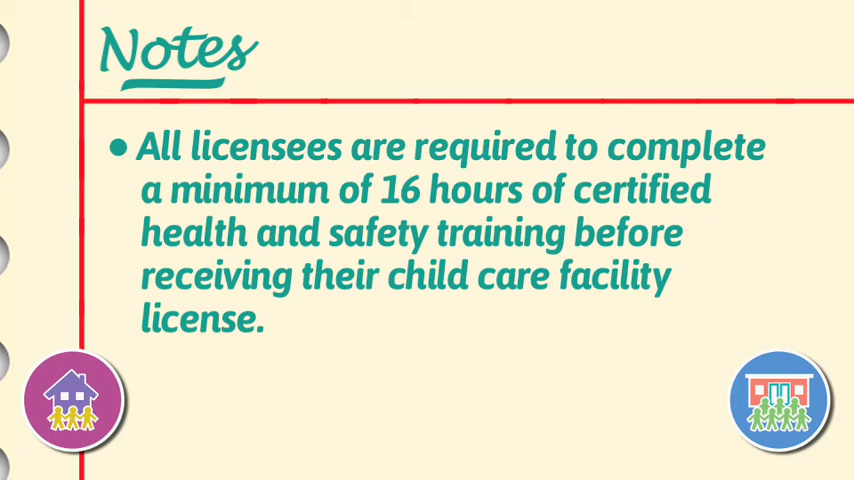 Notes
• All licensees are required to complete
a minimum of 16 hours of certified
health and safety training before
receiving their child care facility
license.